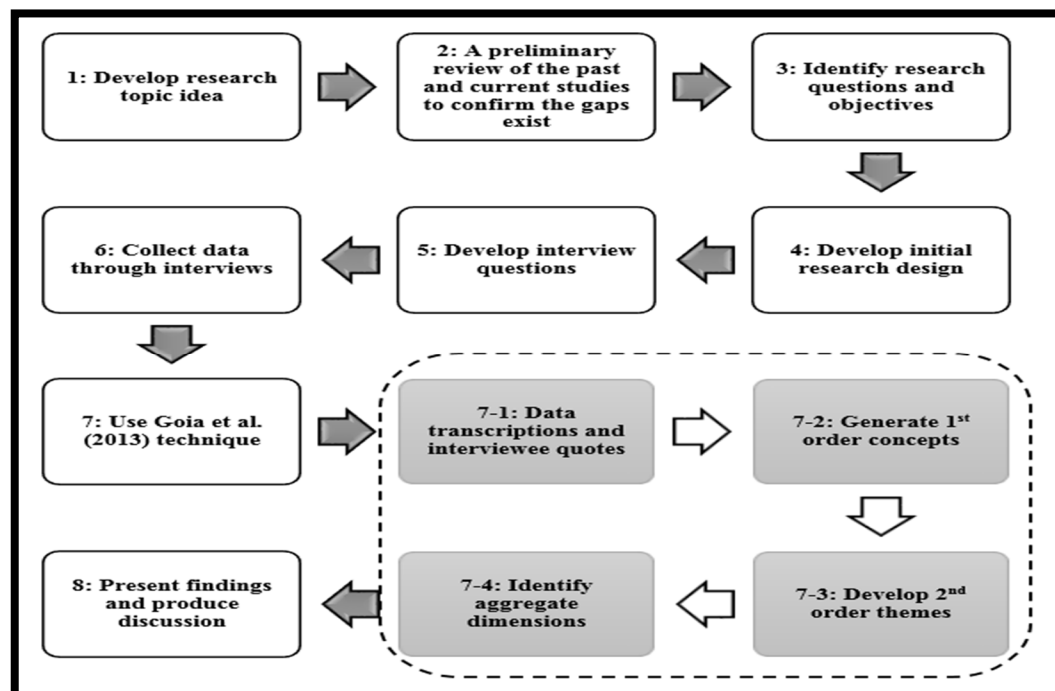 1: Develop research
topic idea
2: A preliminary
review of the past
and current studies
to confirm the gaps
exist
3: Identify research
questions and
objectives
4: Develop initial
research design
5: Develop interview
questions
6: Collect data
through interviews
7: Use Goia et al.
(2013) technique
7-1: Data
transcriptions and
interviewee quotes
7-2: Generate 1st
order concepts
7-3: Develop 2nd
order themes
7-4: Identify
aggregate
dimensions
8: Present findings
and produce
discussion